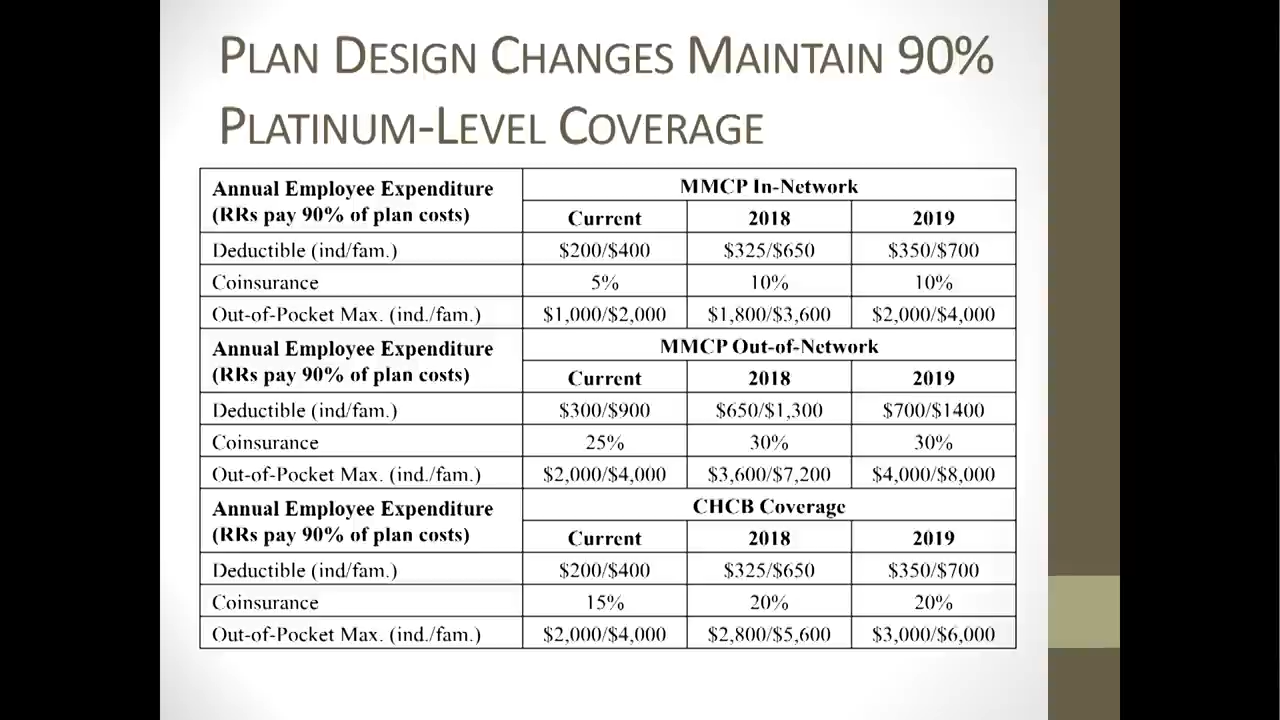 PLAN DESIGN CHANGES MAINTAIN 90%
PLATINUM-LEVEL COVERAGE
Annual Employee Expenditure
(RRs pay 90% of plan costs)
MMCP In-Network
Current 2018 2019
Deductible (ind/fam.) $200/$400 $325/$650 $350/$700
Coinsurance 5% 10% 10%
Out-of-Pocket Max. (ind./fam.) $1,000/$2,000 $1,800/$3,600 $2,000/$4,000
Annual Employee Expenditure
(RRs pay 90% of plan costs)
MMCP Out-of-Network
Current 2018 2019
Deductible (ind/fam.) $300/$900 $650/$1,300 $700/$1400
Coinsurance 25% 30% 30%
Out-of-Pocket Max. (ind./fam.) $2,000/$4,000 $3,600/$7,200 $4,000/$8,000
Annual Employee Expenditure
(RRs pay 90% of plan costs)
CHCB Coverage
Current 2018 2019
Deductible (ind/fam.) $200/$400 $325/$650 $350/$700
Coinsurance 15% 20% 20%
Out-of-Pocket Max. (ind./fam.) $2,000/$4,000 $2,800/$5,600 $3,000/$6,000